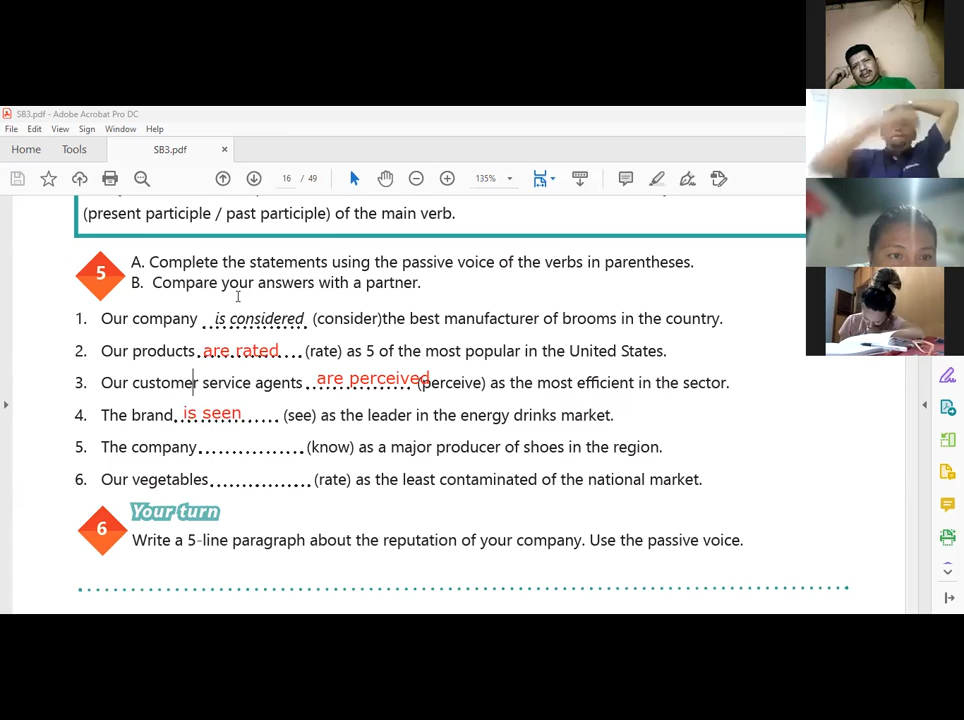 SB3.pdf - Adobe Acrobat Pro DC
File Edit View Sign Window Help
Home Tools SB3.pdf ×
16 / 49 135%
(present participle / past participle) of the main verb.
5
A. Complete the statements using the passive voice of the verbs in parentheses.
B. Compare your answers with a partner.
1. Our company is considered (consider)the best manufacturer of brooms in the country.
2. Our products are rated (rate) as 5 of the most popular in the United States.
3. Our customer service agents are perceived (perceive) as the most efficient in the sector.
4. The brand is seen (see) as the leader in the energy drinks market.
5. The company (know) as a major producer of shoes in the region.
6. Our vegetables (rate) as the least contaminated of the national market.
6
Your turn
Write a 5-line paragraph about the reputation of your company. Use the passive voice.